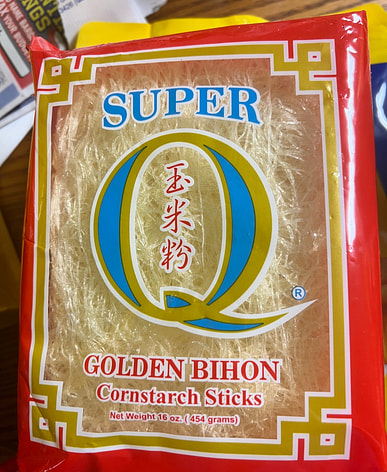 SUPER
Q
玉米粉
®
GOLDEN BIHON
Cornstarch Sticks
Net Weight 16 oz. ( 454 grams)